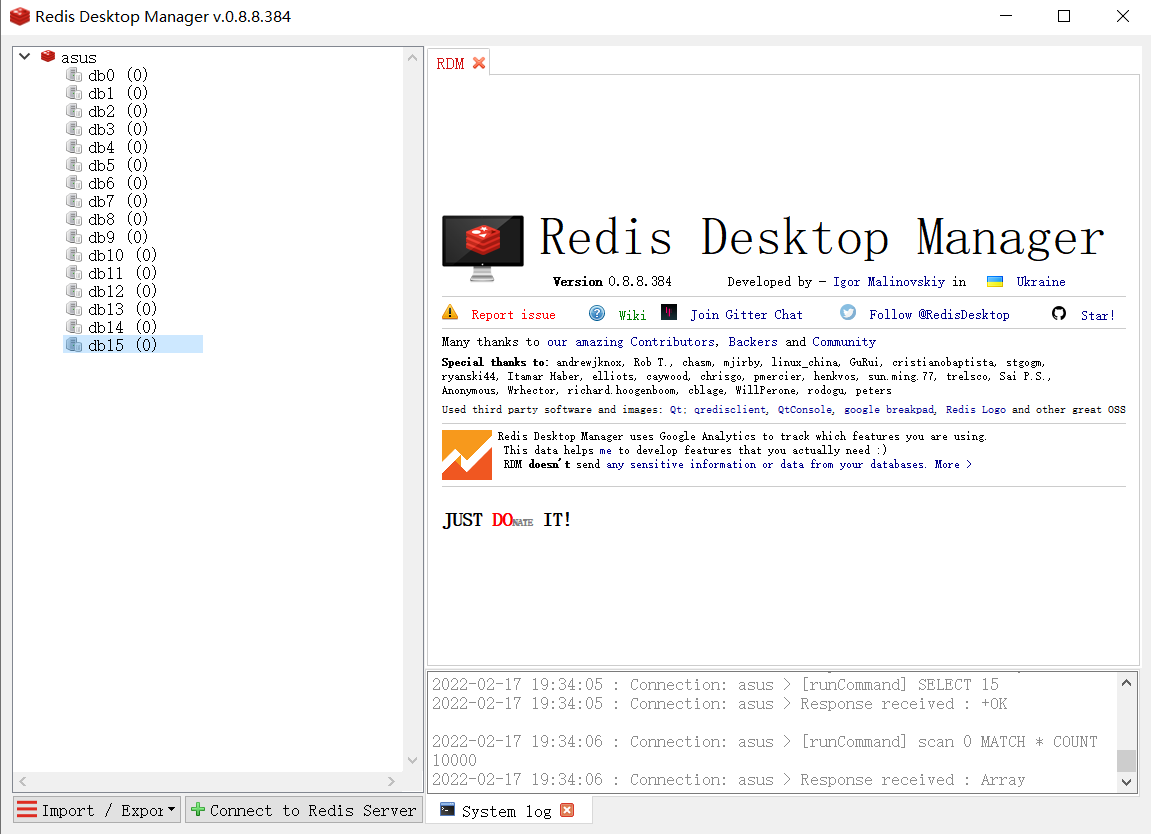 Redis Desktop Manager v.0.8.8.384
asus
db0 (0)
db1 (0)
db2 (0)
db3 (0)
db4 (0)
db5 (0)
db6 (0)
db7 (0)
db8 (0)
db9 (0)
db10 (0)
db11 (0)
db12 (0)
db13 (0)
db14 (0)
db15 (0)
Import / Expor
Connect to Redis Server
RDM
Redis Desktop Manager
Version 0.8.8.384 Developed by - Igor Malinovskiy in Ukraine
Report issue Wiki Join Gitter Chat Follow @RedisDesktop Star!
Many thanks to our amazing Contributors, Backers and Community
Special thanks to: andrewjknox, Rob T., chasm, mjirby, linux_china, GuRui, cristianobaptista, stgogm,
ryanski44, Itamar Haber, elliots, caywood, chrisgo, pmercier, henkvos, sun.ming.77, trelsco, Sai P.S.,
Anonymous, Wrhector, richard.hoogenboom, cblage, WillPerone, rodogu, peters
Used third party software and images: Qt; qredisclient, QtConsole, google breakpad, Redis Logo and other great OSS
Redis Desktop Manager uses Google Analytics to track which features you are using.
This data helps me to develop features that you actually need :)
RDM doesn't send any sensitive information or data from your databases. More >
JUST DONATE IT!
2022-02-17 19:34:05 : Connection: asus > [runCommand] SELECT 15
2022-02-17 19:34:05 : Connection: asus > Response received : +OK
2022-02-17 19:34:06 : Connection: asus > [runCommand] scan 0 MATCH * COUNT
10000
2022-02-17 19:34:06 : Connection: asus > Response received : Array
System log